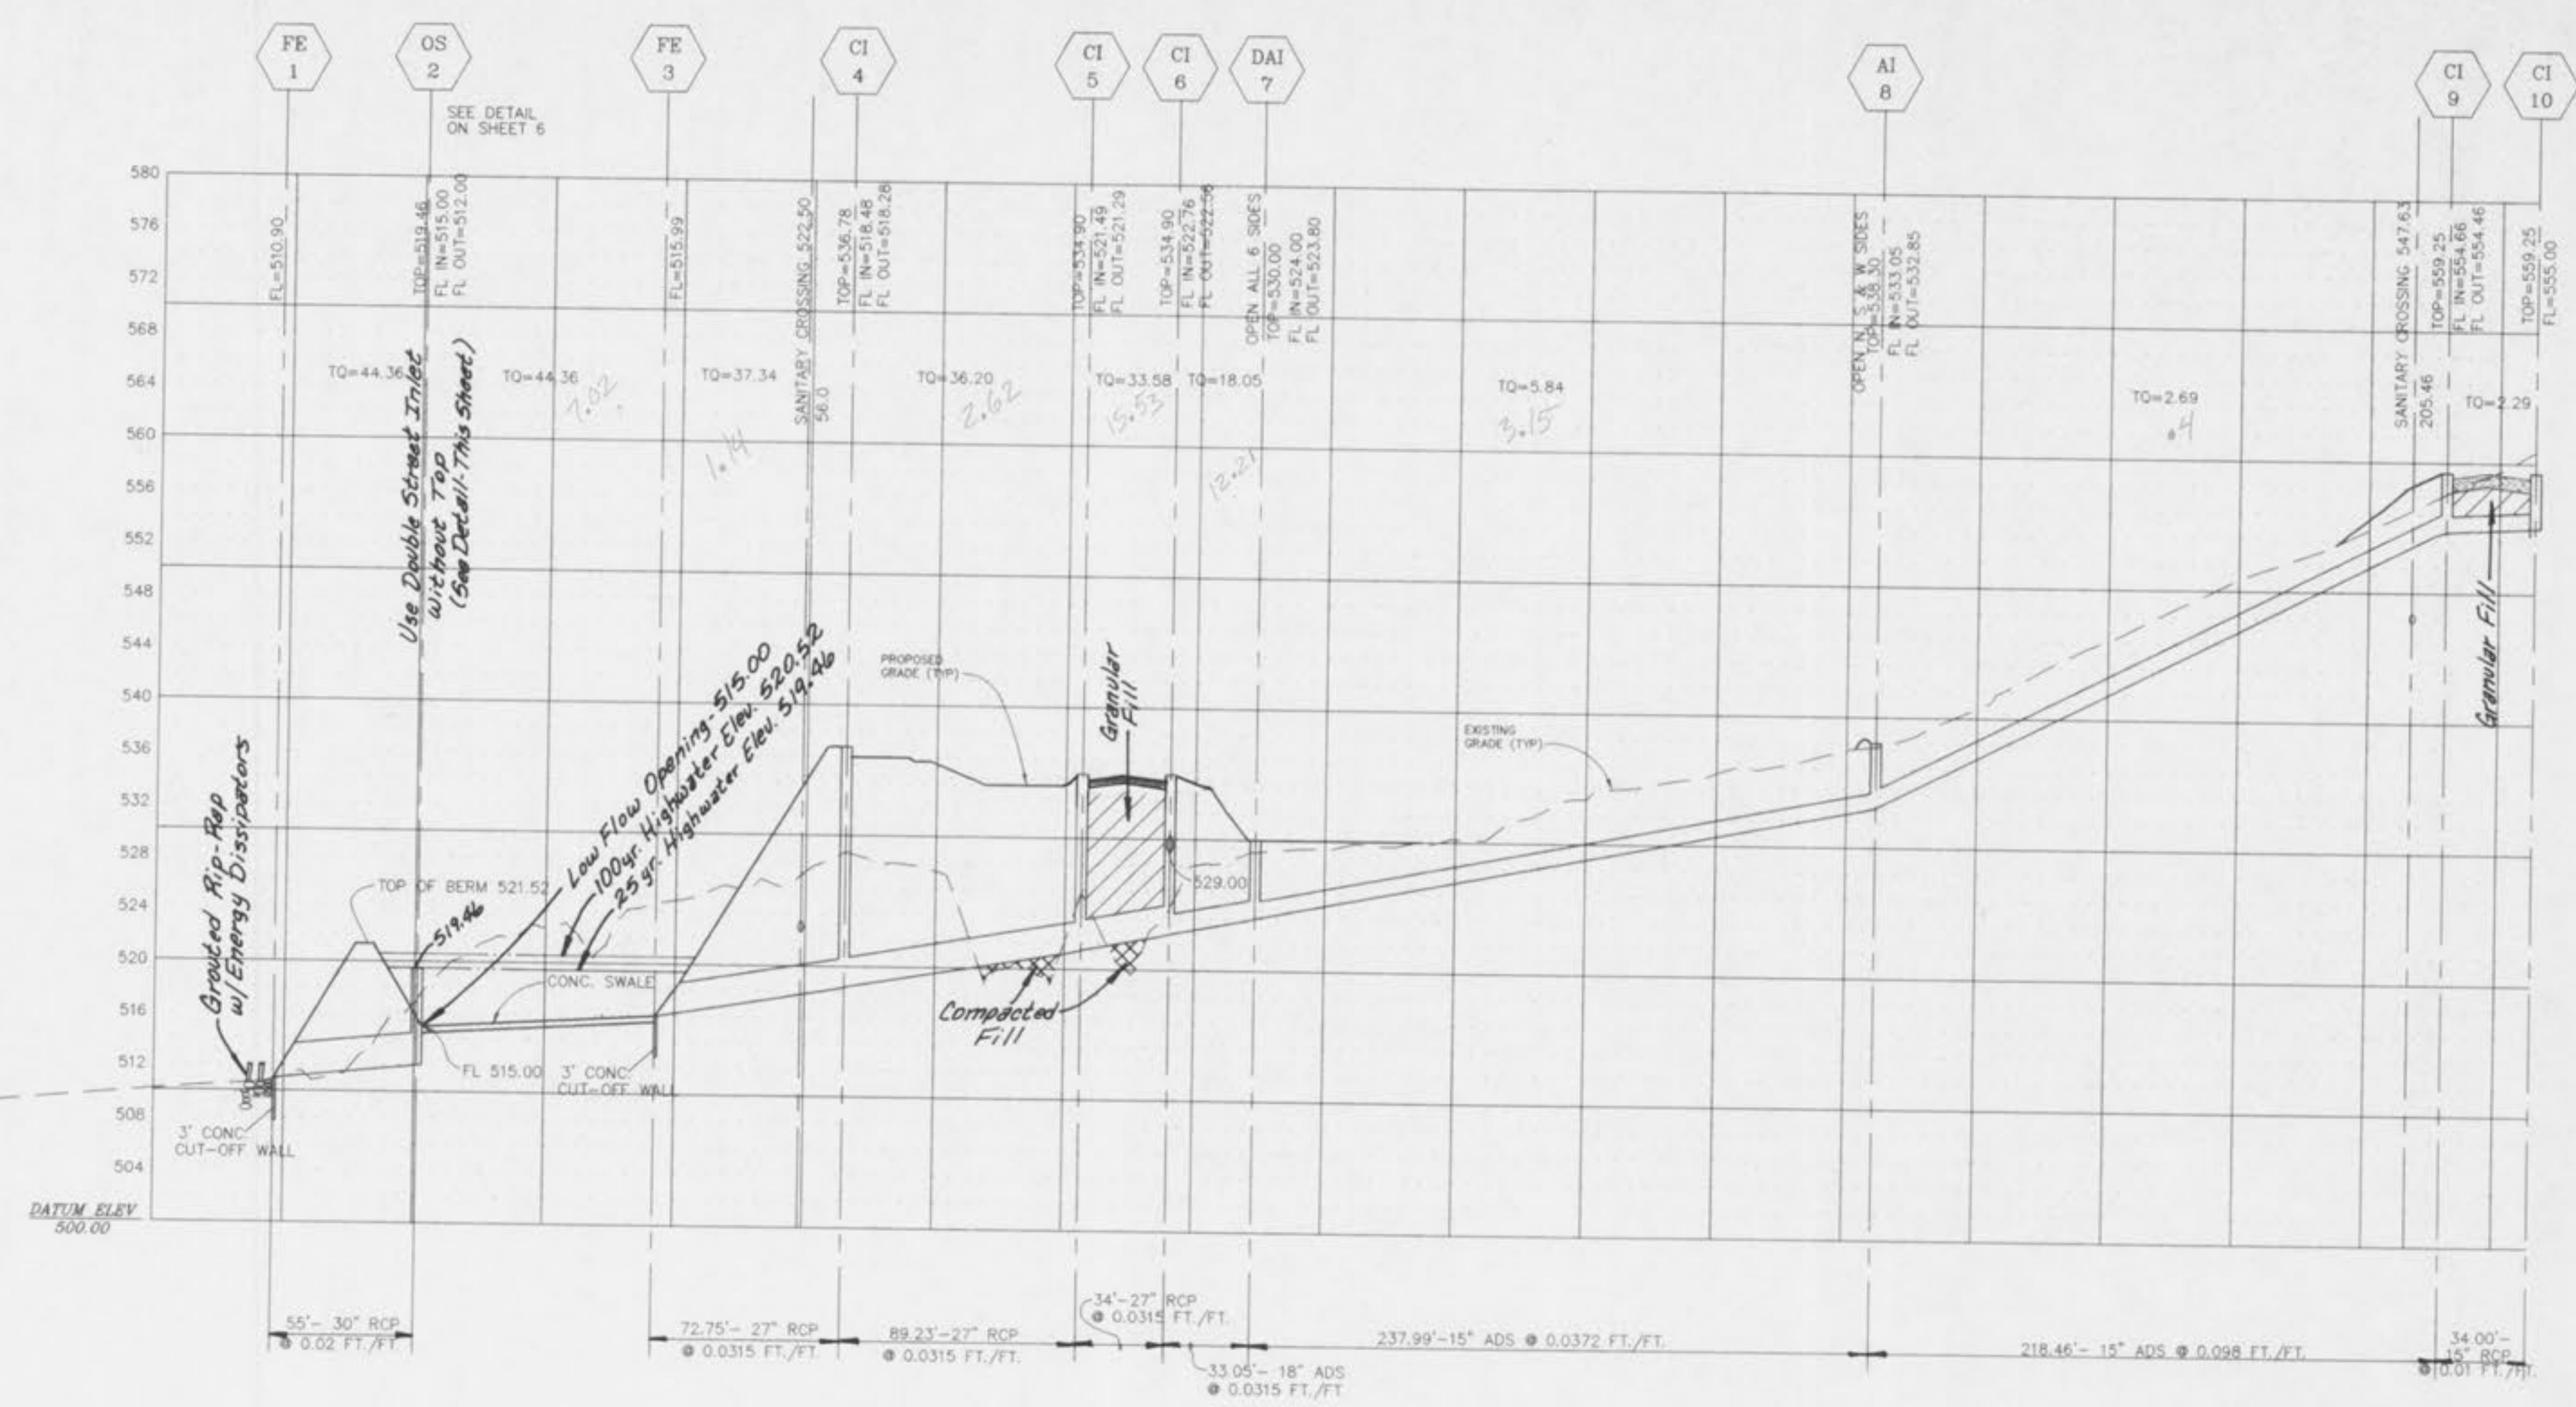 FE
1
OS
2
FE
3
CI
4
CI
5
CI
6
DAI
7
AI
8
CI
9
CI
10
SEE DETAIL
ON SHEET 6
580
576
572
568
564
560
556
552
548
544
540
536
532
528
524
520
516
512
508
504
DATUM ELEV
500.00
FL=510.90
TOP=519.46
FL IN=515.00
FL OUT=512.00
FL=515.99
SANITARY CROSSING 522.50
56.0
TOP=536.78
FL IN=518.48
FL OUT=518.28
TOP=534.90
FL IN=521.49
FL OUT=521.29
TOP=534.90
FL IN=522.76
FL OUT=522.56
OPEN ALL 6 SIDES
TOP=530.00
FL IN=524.00
FL OUT=523.80
OPEN N, S & W SIDES
TOP=538.30
FL IN=533.05
FL OUT=532.85
SANITARY CROSSING 547.63
205.46
TOP=559.25
FL IN=554.66
FL OUT=554.46
TOP=559.25
FL=555.00
TQ=44.36
TQ=44.36
7.02
TQ=37.34
1.14
TQ=36.20
2.62
TQ=33.58
15.53
TQ=18.05
12.21
TQ=5.84
3.15
TQ=2.69
.4
TQ=2.29
Use Double Street Inlet
Without Top
(See Detail-This Sheet)
Low Flow Opening-515.00
100yr. Highwater Elev. 520.52
25 yr. Highwater Elev. 519.46
PROPOSED
GRADE (TYP)
Granular
Fill
EXISTING
GRADE (TYP)
Granular Fill
Grouted Rip-Rap
w/Energy Dissipators
TOP OF BERM 521.52
519.46
529.00
CONC. SWALE
Compacted
Fill
FL 515.00
3' CONC.
CUT-OFF WALL
3' CONC.
CUT-OFF WALL
55'- 30" RCP
@ 0.02 FT./FT.
72.75'- 27" RCP
@ 0.0315 FT./FT.
89.23'-27" RCP
@ 0.0315 FT./FT.
34'-27" RCP
@ 0.0315 FT./FT.
33.05'- 18" ADS
@ 0.0315 FT./FT
237.99'-15" ADS @ 0.0372 FT./FT.
218.46'- 15" ADS @ 0.098 FT./FT.
34.00'-
15" RCP
@ 0.01 FT./FT.